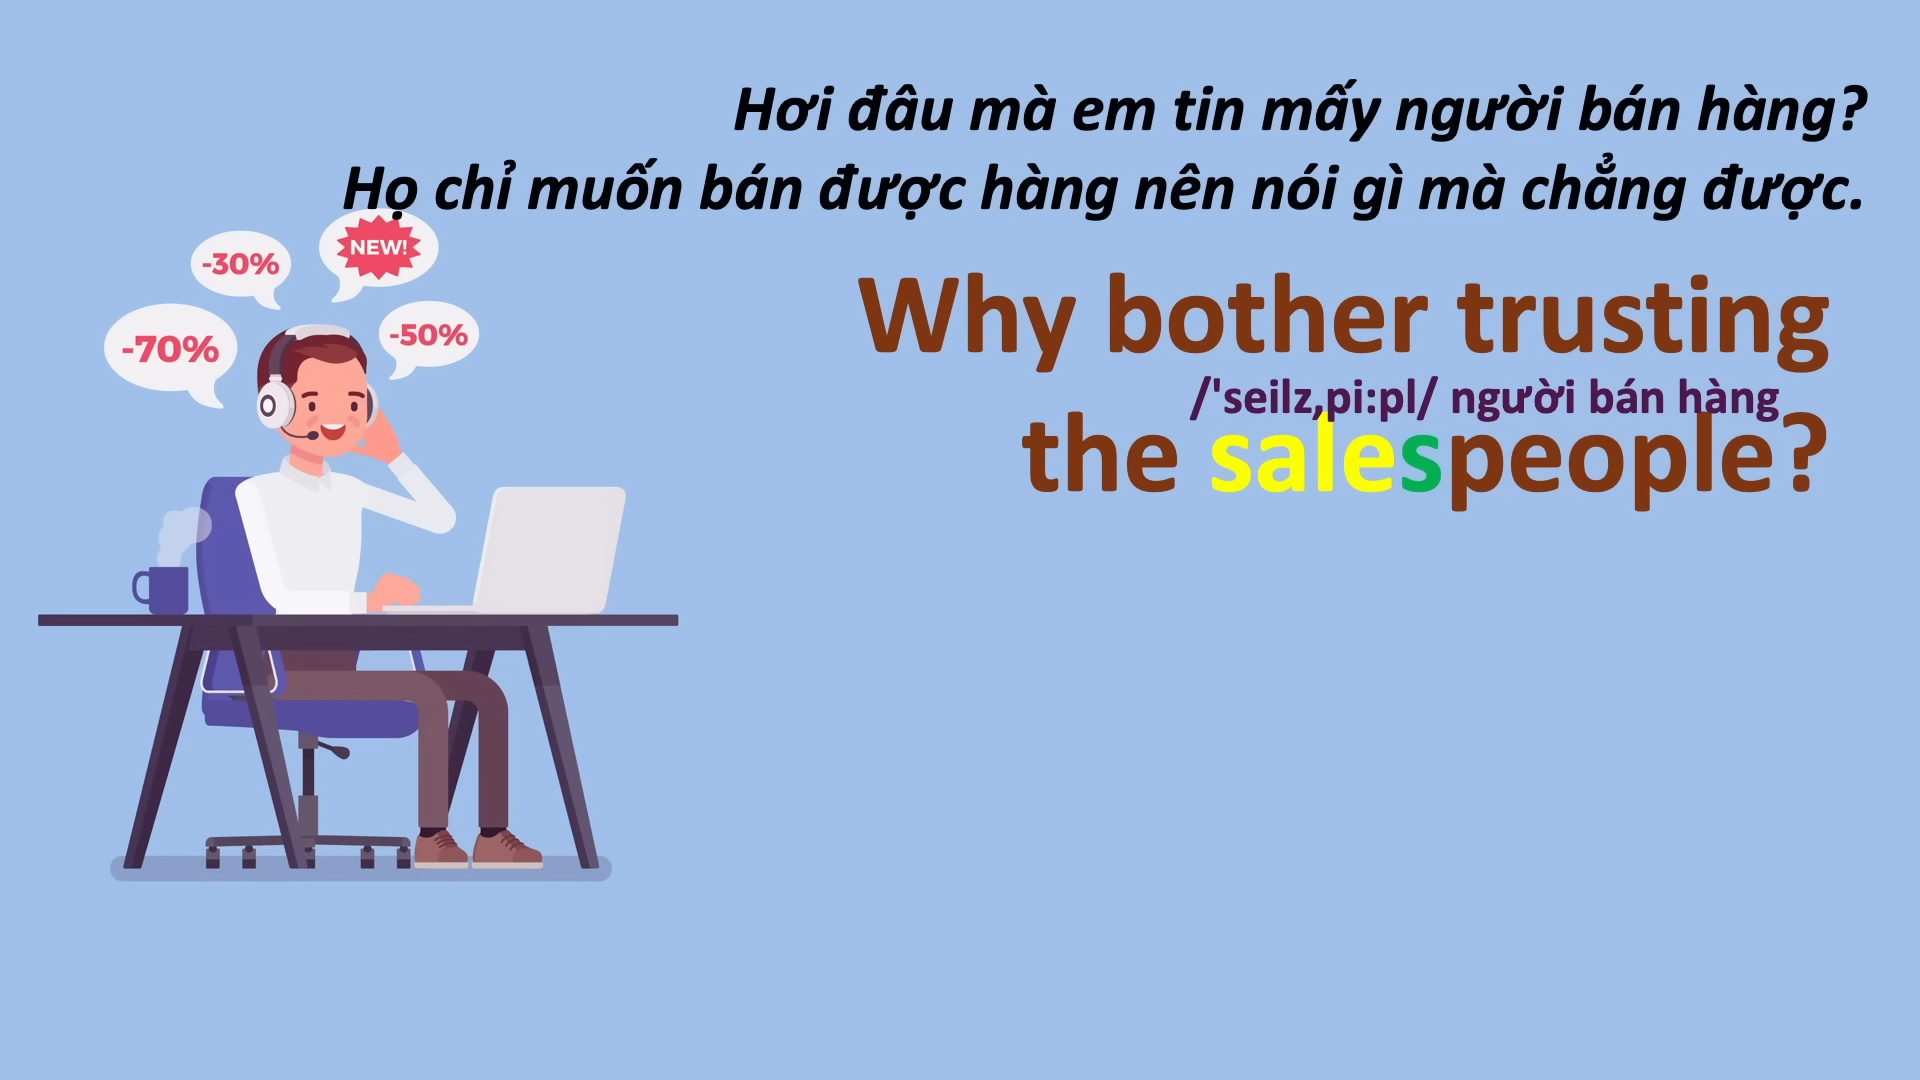 Hơi đâu mà em tin mấy người bán hàng?
Họ chỉ muốn bán được hàng nên nói gì mà chẳng được.
NEW!
-30%
-50%
-70%
Why bother trusting
/'seilz,pi:pl/ người bán hàng
the salespeople?